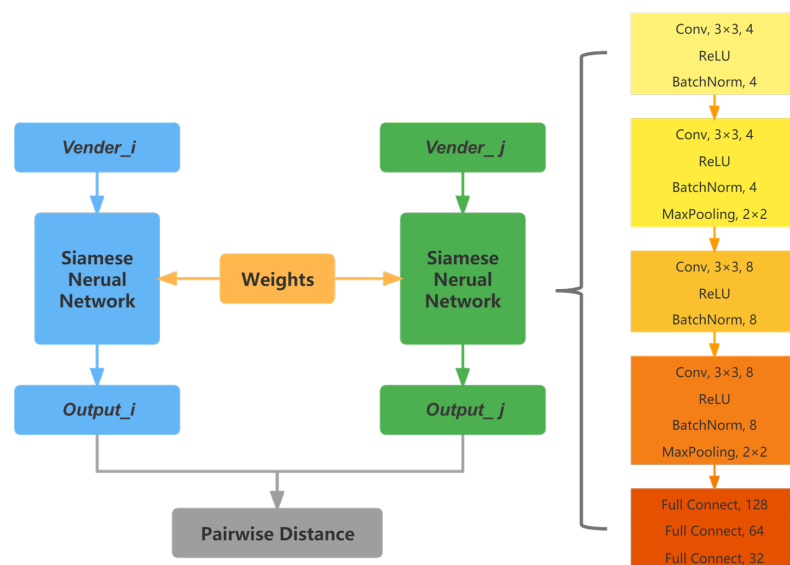 Vender_i
Vender_ j
Siamese
Nerual
Network
Weights
Siamese
Nerual
Network
Output_i
Output_ j
Pairwise Distance
Conv, 3×3, 4
ReLU
BatchNorm, 4
Conv, 3×3, 4
ReLU
BatchNorm, 4
MaxPooling, 2×2
Conv, 3×3, 8
ReLU
BatchNorm, 8
Conv, 3×3, 8
ReLU
BatchNorm, 8
MaxPooling, 2×2
Full Connect, 128
Full Connect, 64
Full Connect, 32